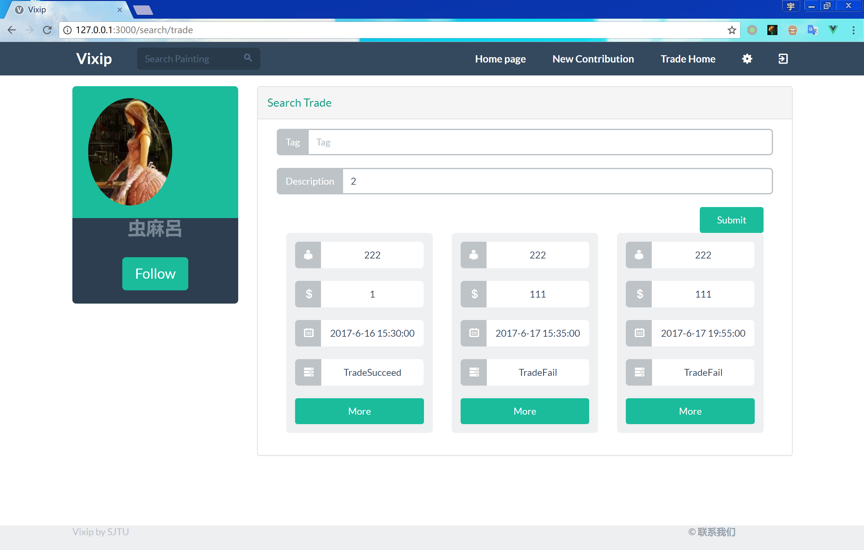 Vixip
字
127.0.0.1:3000/search/trade
Vixip
Search Painting
Home page
New Contribution
Trade Home
虫麻呂
Follow
Search Trade
Tag
Tag
Description
2
Submit
222
$
1
2017-6-16 15:30:00
TradeSucceed
More
222
$
111
2017-6-17 15:35:00
TradeFail
More
222
$
111
2017-6-17 19:55:00
TradeFail
More
Vixip by SJTU
© 联系我们